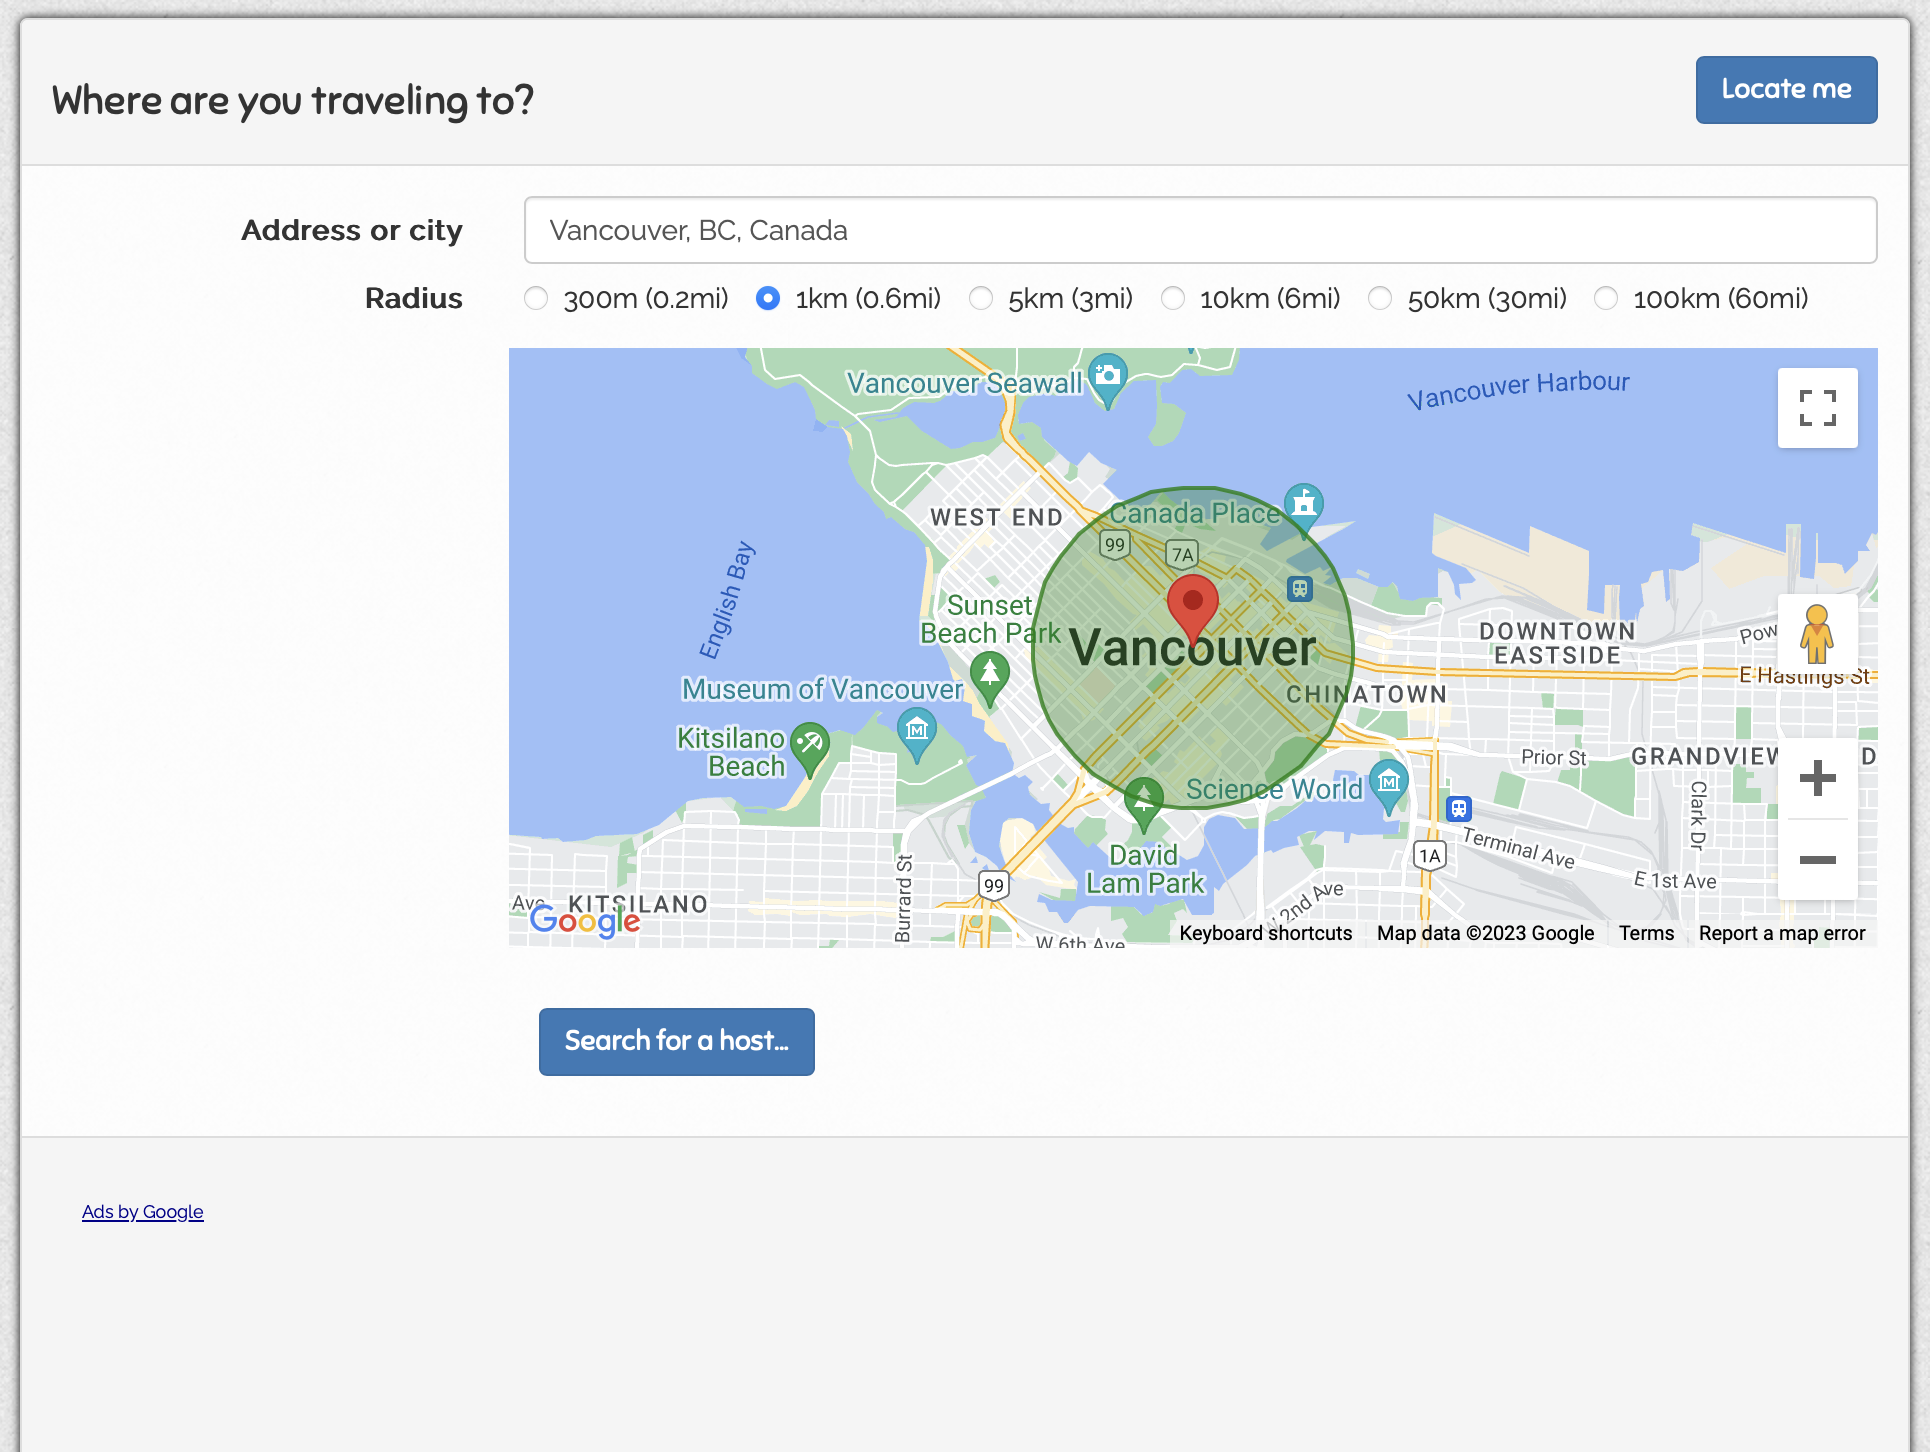 Where are you traveling to?
Locate me
Address or city
Vancouver, BC, Canada
Radius
300m (0.2mi)
1km (0.6mi)
5km (3mi)
10km (6mi)
50km (30mi)
100km (60mi)
Vancouver Seawall
Vancouver Harbour
WEST END
Canada Place
99
7A
English Bay
Sunset
Beach Park
Vancouver
DOWNTOWN
EASTSIDE
Pow
E Hastings St
CHINATOWN
Museum of Vancouver
Kitsilano
Beach
Science World
Prior St
GRANDVIEW
D
Clark Dr
Terminal Ave
1A
David
Lam Park
E 1st Ave
99
Burrard St
Ave
KITSILANO
Google
W 6th Ave
2nd Ave
Keyboard shortcuts
Map data ©2023 Google
Terms
Report a map error
Search for a host...
Ads by Google